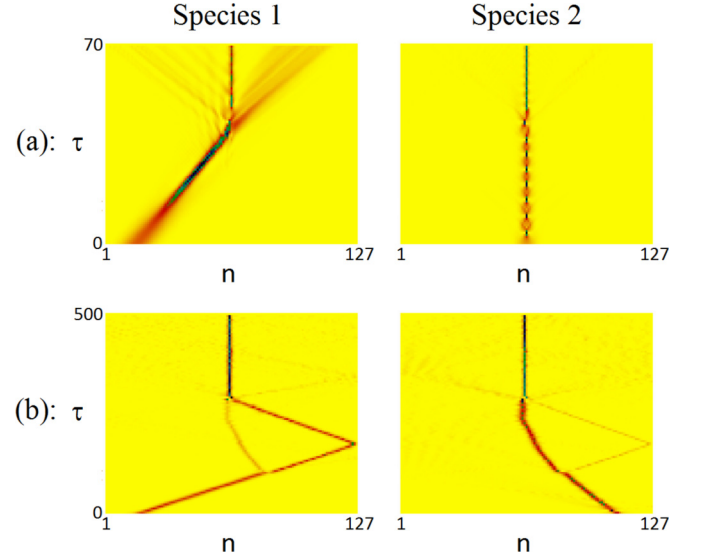 Species 1 Species 2
70
(a): τ
0
1 127 1 127
n n
500
(b): τ
0
1 127 1 127
n n